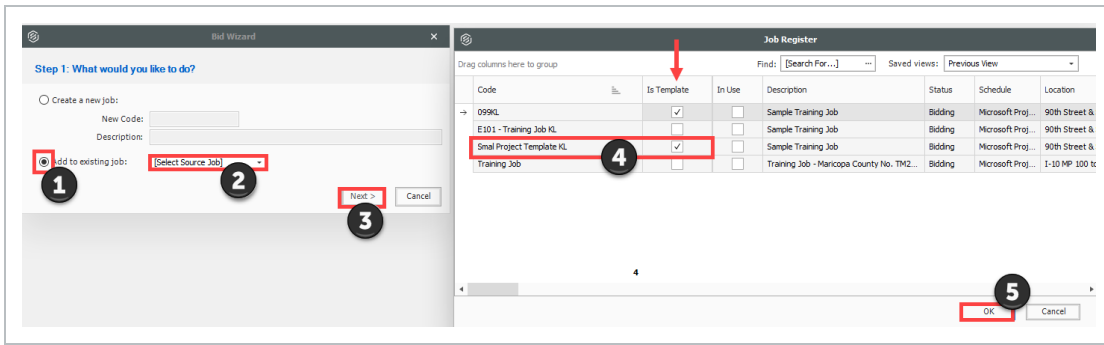 Bid Wizard
Step 1: What would you like to do?
Create a new job:
New Code:
Description:
Add to existing job: [Select Source Job]
1
2
Next > Cancel
3
Job Register
Drag columns here to group Find: [Search For...] ... Saved views: Previous View
Code Is Template In Use Description Status Schedule Location
099KL Sample Training Job Bidding Microsoft Proj... 90th Street &
E101 - Training Job KL Sample Training Job Bidding Microsoft Proj... 90th Street &
Smal Project Template KL Sample Training Job Bidding Microsoft Proj... 90th Street &
4
Training Job Training Job - Maricopa County No. TM2... Bidding Microsoft Proj... I-10 MP 100 to
4
5
OK Cancel